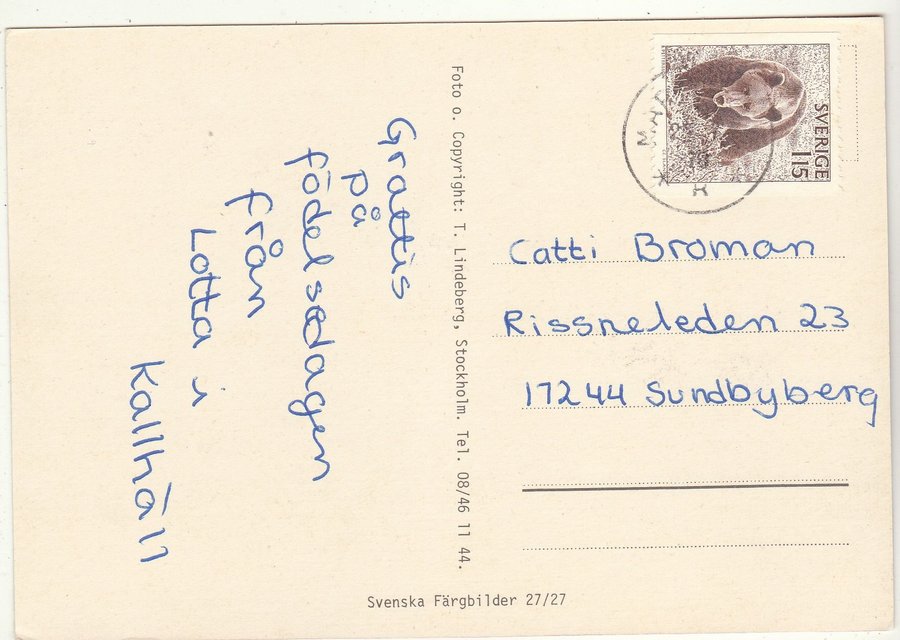 Grattis
på
födelsedagen
från
Lotta i
Kallhäll
Foto o. Copyright: T. Lindeberg, Stockholm. Tel. 08/46 11 44.
SVERIGE
115
Catti Broman
Rissneleden 23
17244 Sundbyberg
Svenska Färgbilder 27/27